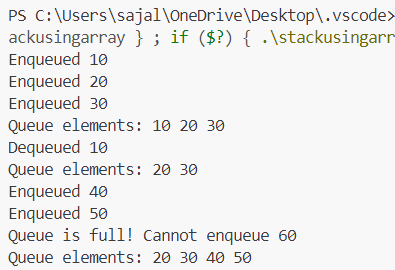 PS C:\Users\sajal\OneDrive\Desktop\.vscode>
ackusingarray } ; if ($?) { .\stackusingarr
Enqueued 10
Enqueued 20
Enqueued 30
Queue elements: 10 20 30
Dequeued 10
Queue elements: 20 30
Enqueued 40
Enqueued 50
Queue is full! Cannot enqueue 60
Queue elements: 20 30 40 50